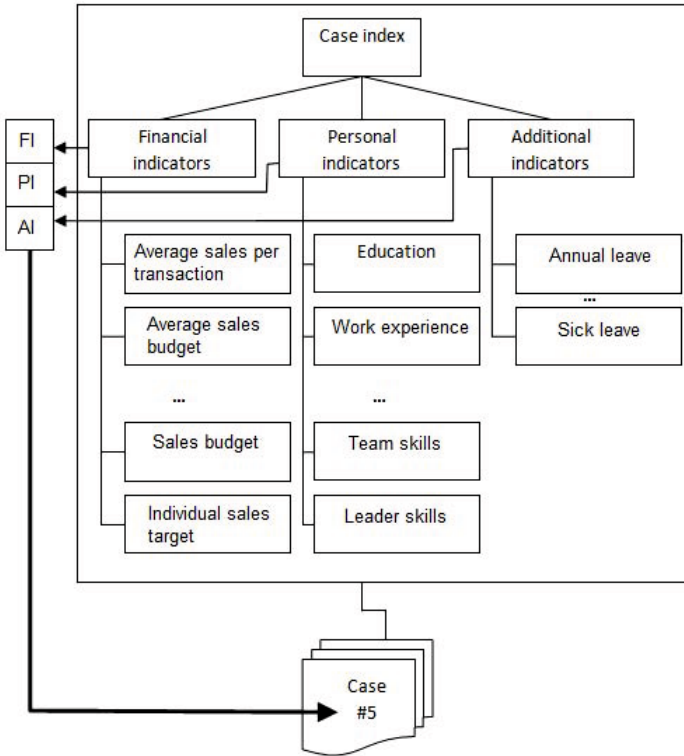 Case index
Financial
indicators
Personal
indicators
Additional
indicators
FI
PI
AI
Average sales per
transaction
Average sales
budget
...
Sales budget
Individual sales
target
Education
Work experience
...
Team skills
Leader skills
Annual leave
...
Sick leave
Case
#5